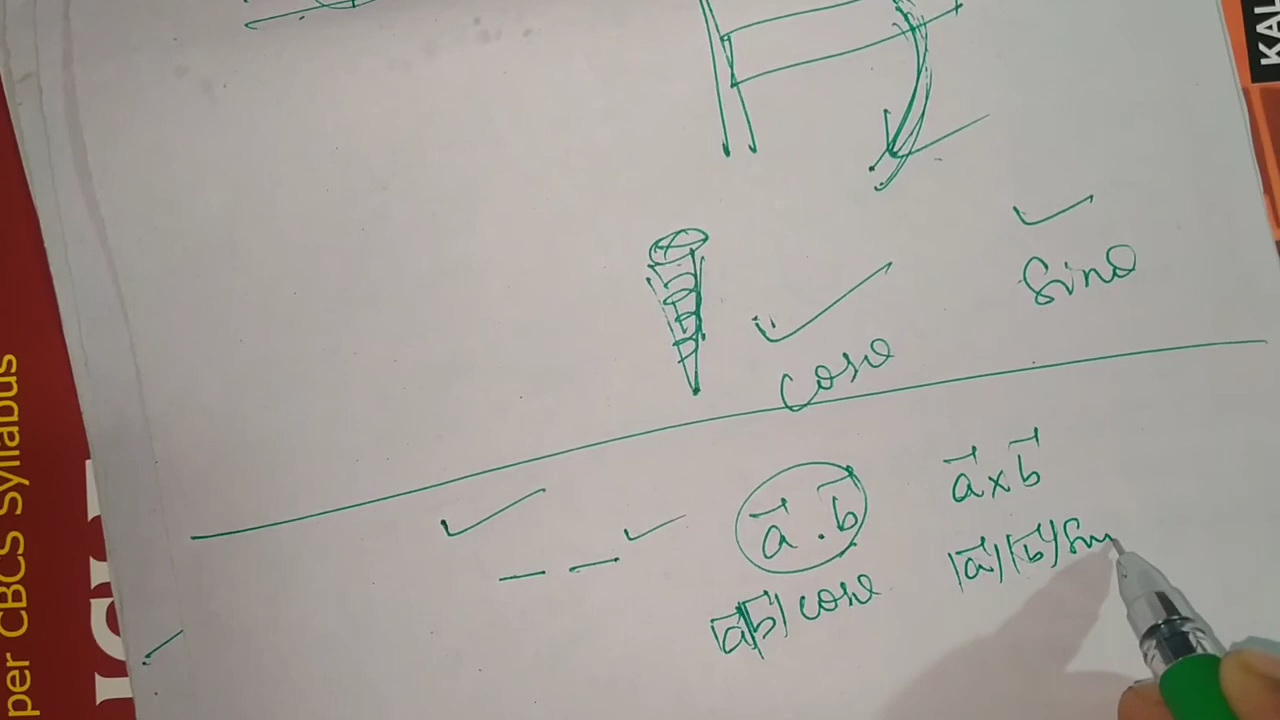 KAL
sinθ
cosθ
a⃗ . b⃗
a⃗ x b⃗
|a⃗||b⃗| cosθ
|a⃗||b⃗| Sin
per CBCS Syllabus